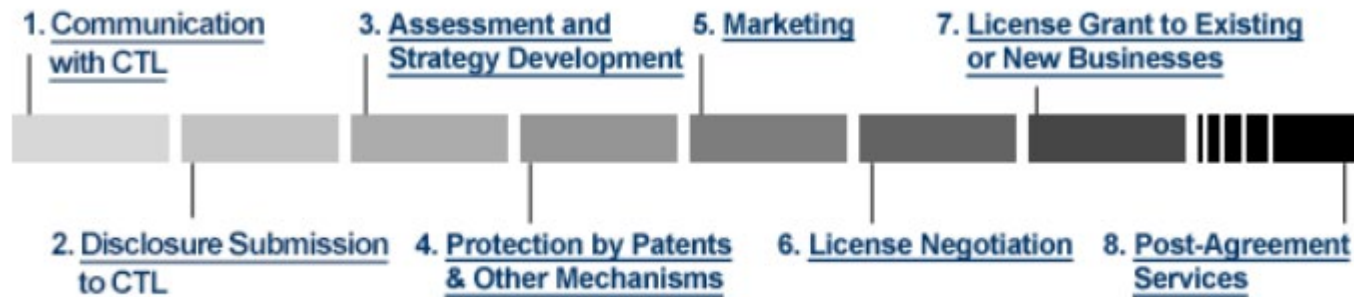 1. Communication
with CTL
2. Disclosure Submission
to CTL
3. Assessment and
Strategy Development
4. Protection by Patents
& Other Mechanisms
5. Marketing
6. License Negotiation
7. License Grant to Existing
or New Businesses
8. Post-Agreement
Services